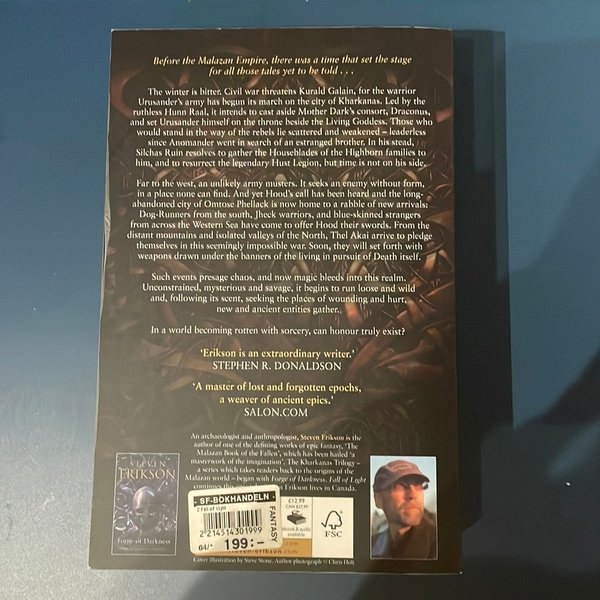 Before the Malazan Empire, there was a time that set the stage
for all those tales yet to be told . . .
The winter is bitter. Civil war threatens Kurald Galain, for the warrior
Urusander's army has begun its march on the city of Kharkanas. Led by the
ruthless Hunn Raal, it intends to cast aside Mother Dark's consort, Draconus,
and set Urusander himself on the throne beside the Living Goddess. Those who
would stand in the way of the rebels lie scattered and weakened – leaderless
since Anomander went in search of an estranged brother. In his stead,
Silchas Ruin resolves to gather the Houseblades of the Highborn families to
him, and to resurrect the legendary Hust Legion, but time is not on his side.
Far to the west, an unlikely army musters. It seeks an enemy without form,
in a place none can find. And yet Hood's call has been heard and the long-
abandoned city of Omtose Phellack is now home to a rabble of new arrivals:
Dog-Runners from the south, Jheck warriors, and blue-skinned strangers
from across the Western Sea have come to offer Hood their swords. From the
distant mountains and isolated valleys of the North, Thel Akai arrive to pledge
themselves in this seemingly impossible war. Soon, they will set forth with
weapons drawn under the banners of the living in pursuit of Death itself.
Such events presage chaos, and now magic bleeds into this realm.
Unconstrained, mysterious and savage, it begins to run loose and wild
and, following its scent, seeking the places of wounding and hurt,
new and ancient entities gather.
In a world becoming rotten with sorcery, can honour truly exist?
'Erikson is an extraordinary writer.'
STEPHEN R. DONALDSON
'A master of lost and forgotten epochs,
a weaver of ancient epics.'
SALON.COM
An archaeologist and anthropologist, Steven Erikson is the
author of one of the defining works of epic fantasy, 'The
Malazan Book of the Fallen', which has been hailed 'a
masterwork of the imagination'. The Kharkanas Trilogy –
a series which takes readers back to the origins of the
Malazan world – began with Forge of Darkness. Fall of Light
continues Erikson lives in Canada.
STEVEN
ERIKSON
Forge of Darkness
SF-BOKHANDELN
2 Fall of Light
FANTASY
2214514301999
64/- 199:-
£12.99
ebook & audio
available
FSC
erikson.com
Cover illustration by Steve Stone. Author photograph © Chris Holt